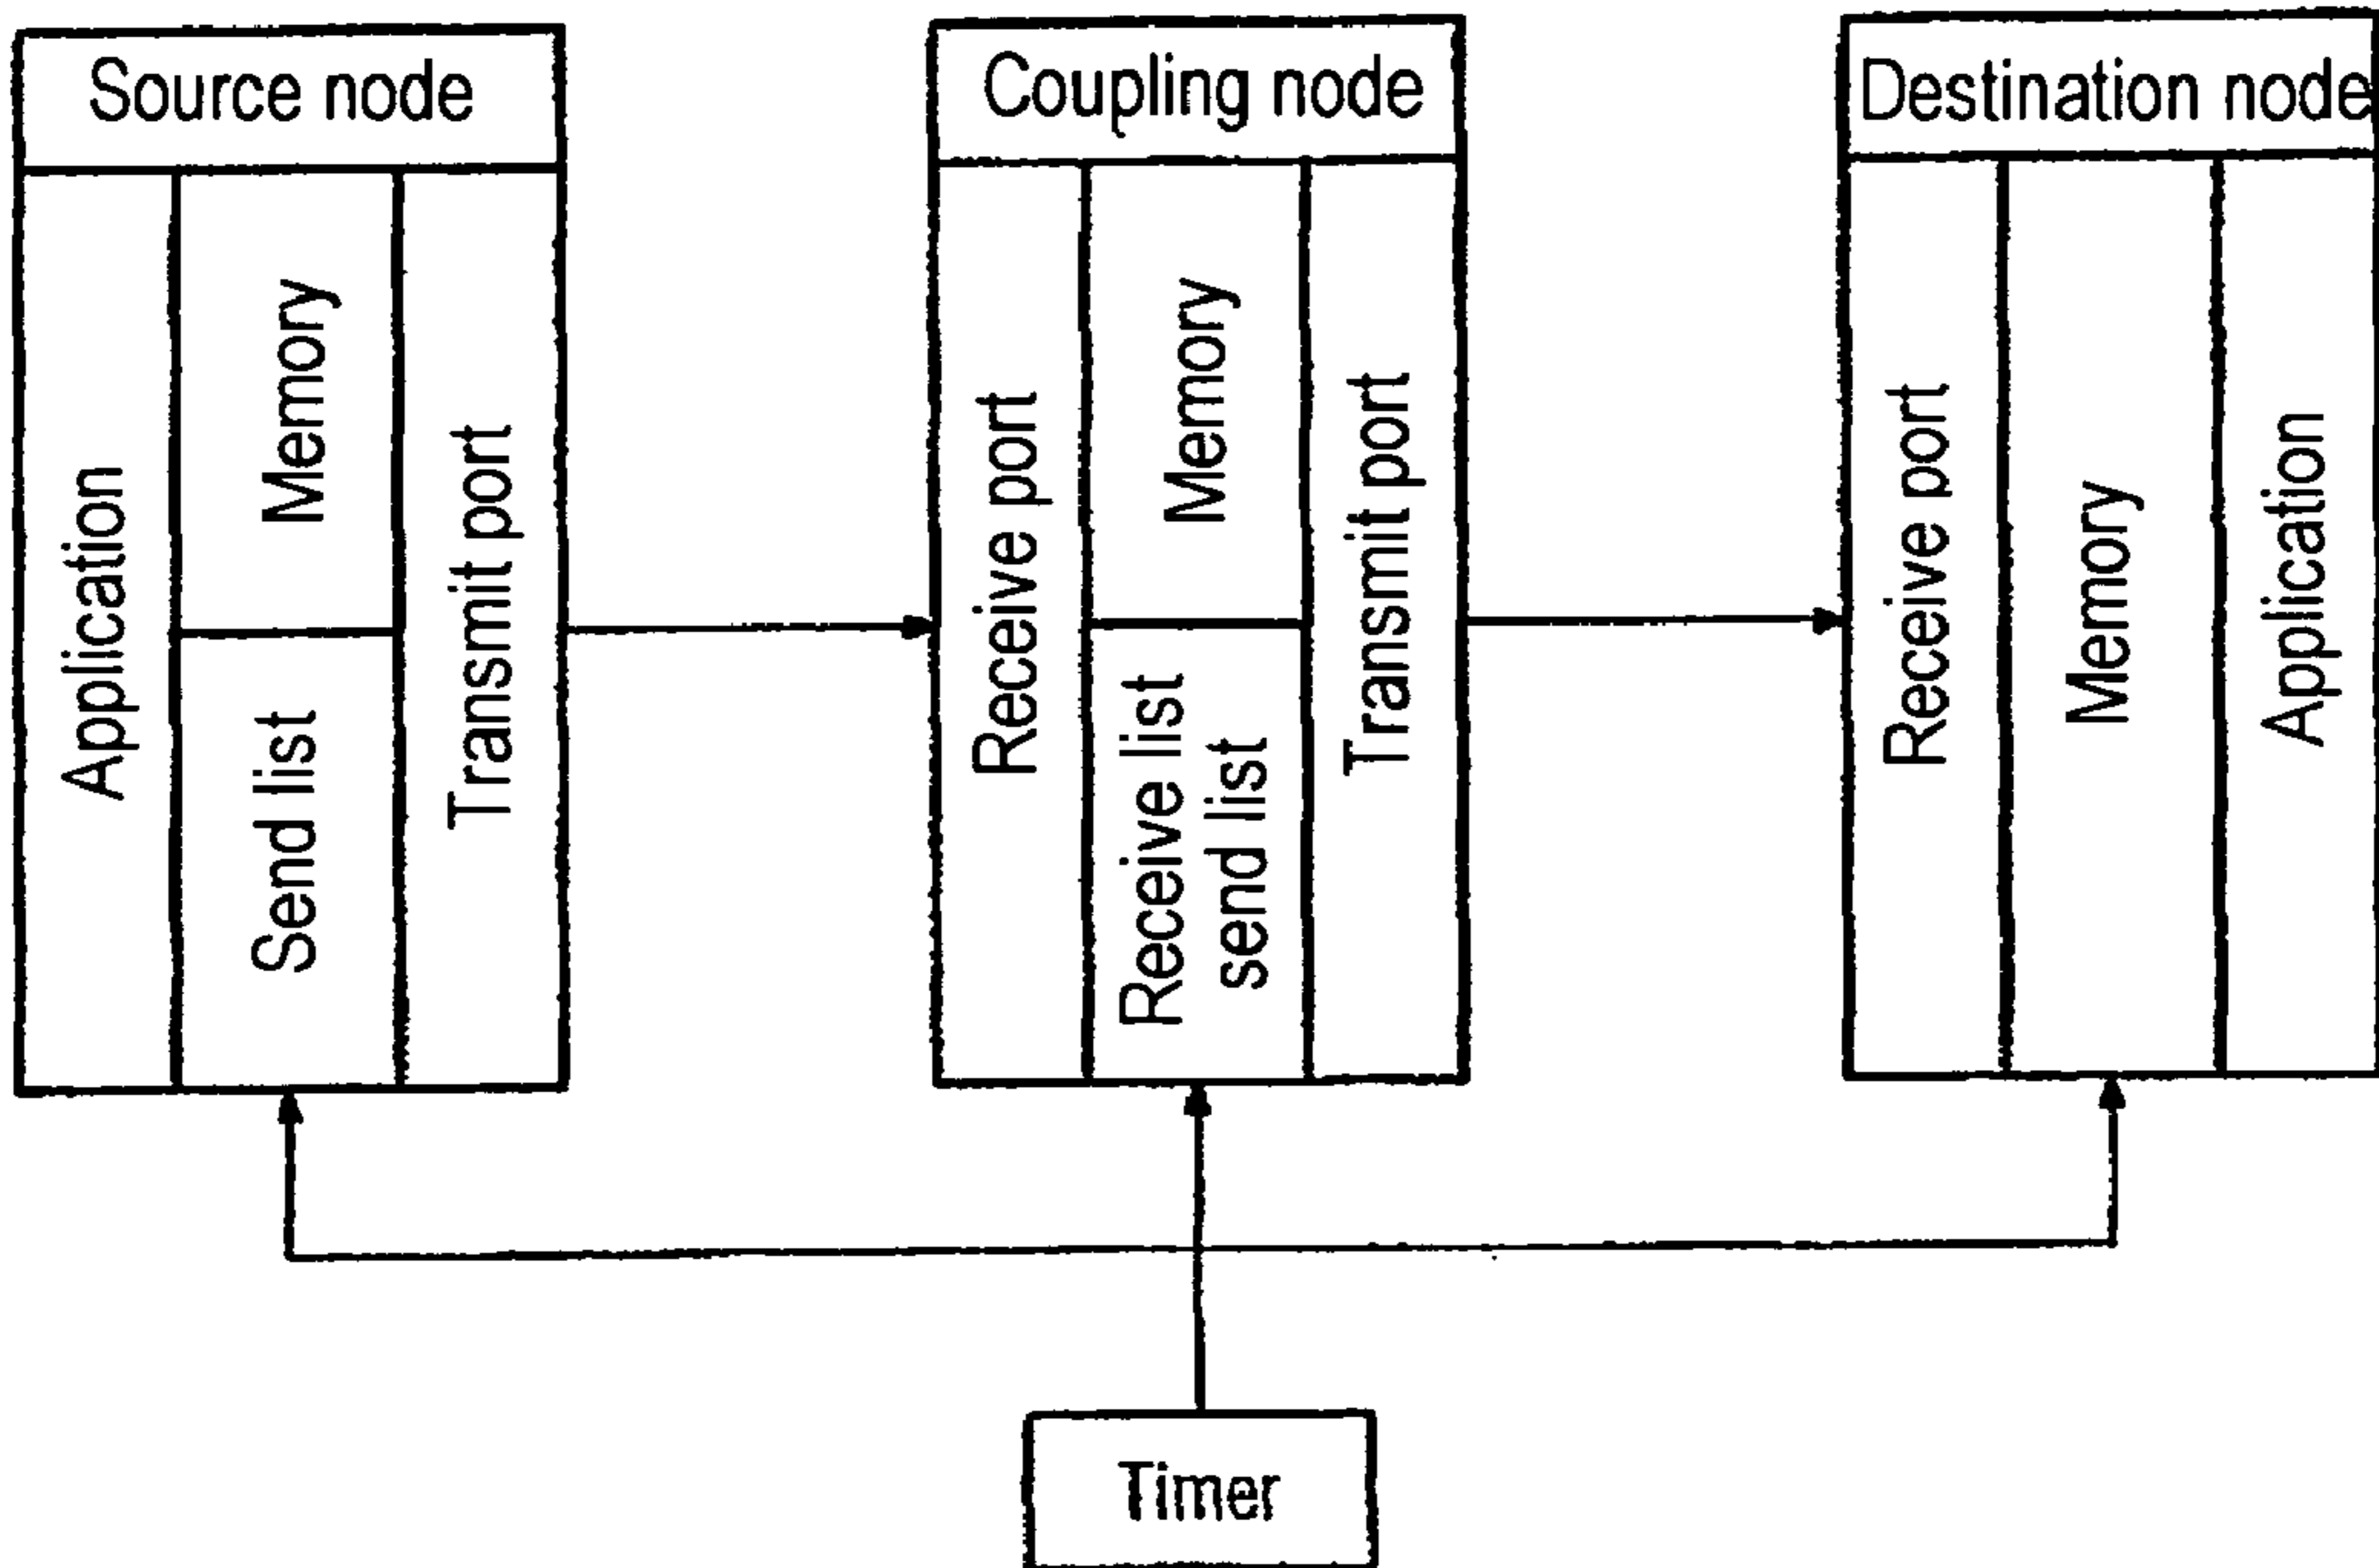 Source node
Application
Memory
Send list
Transmit port
Coupling node
Receive port
Memory
Receive list
send list
Transmit port
Destination node
Receive port
Memory
Application
Timer